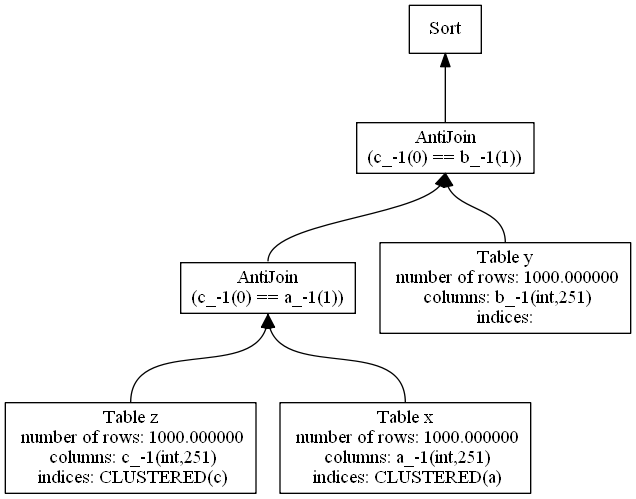 Sort
AntiJoin
(c_-1(0) == b_-1(1))
AntiJoin
(c_-1(0) == a_-1(1))
Table y
number of rows: 1000.000000
columns: b_-1(int,251)
indices:
Table z
number of rows: 1000.000000
columns: c_-1(int,251)
indices: CLUSTERED(c)
Table x
number of rows: 1000.000000
columns: a_-1(int,251)
indices: CLUSTERED(a)